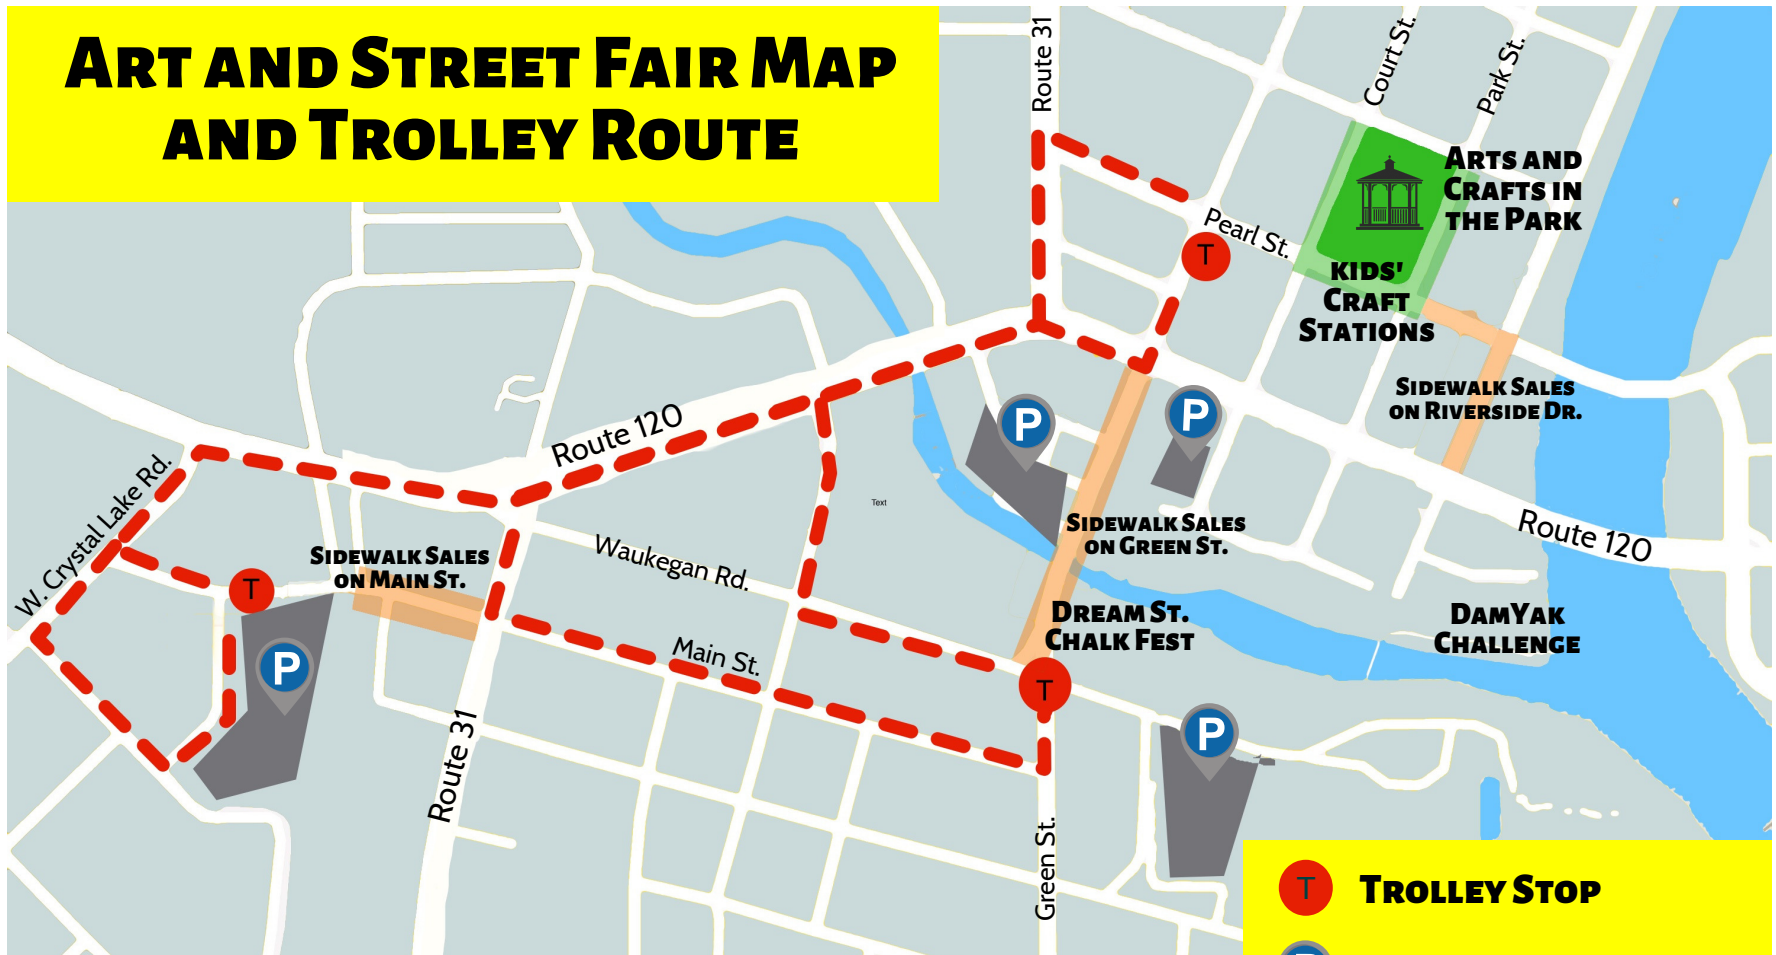 ART AND STREET FAIR MAP
AND TROLLEY ROUTE
Route 31
Court St.
Park St.
ARTS AND
CRAFTS IN
THE PARK
Pearl St.
T
KIDS'
CRAFT
STATIONS
SIDEWALK SALES
ON RIVERSIDE DR.
P
P
Route 120
W. Crystal Lake Rd.
Text
SIDEWALK SALES
ON GREEN ST.
Route 120
SIDEWALK SALES
ON MAIN ST.
Waukegan Rd.
T
DREAM ST.
CHALK FEST
DAMYAK
CHALLENGE
Main St.
P
T
P
Route 31
Green St.
T TROLLEY STOP
P